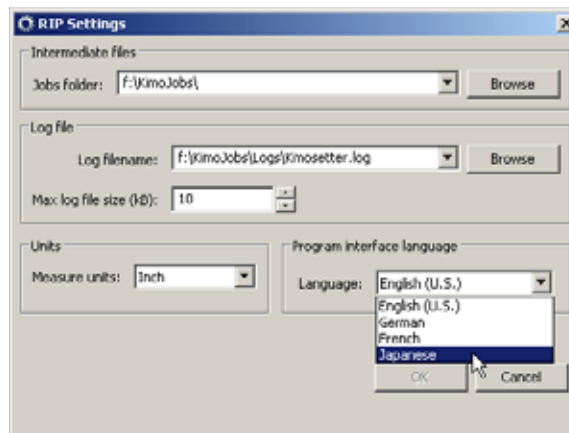 RIP Settings
Intermediate files
Jobs folder: f:\KimoJobs\ Browse
Log file
Log filename: f:\KimoJobs\Logs\Kimosetter.log Browse
Max log file size (kB): 10
Units
Measure units: Inch
Program interface language
Language: English (U.S.)
English (U.S.)
German
French
Japanese
OK Cancel